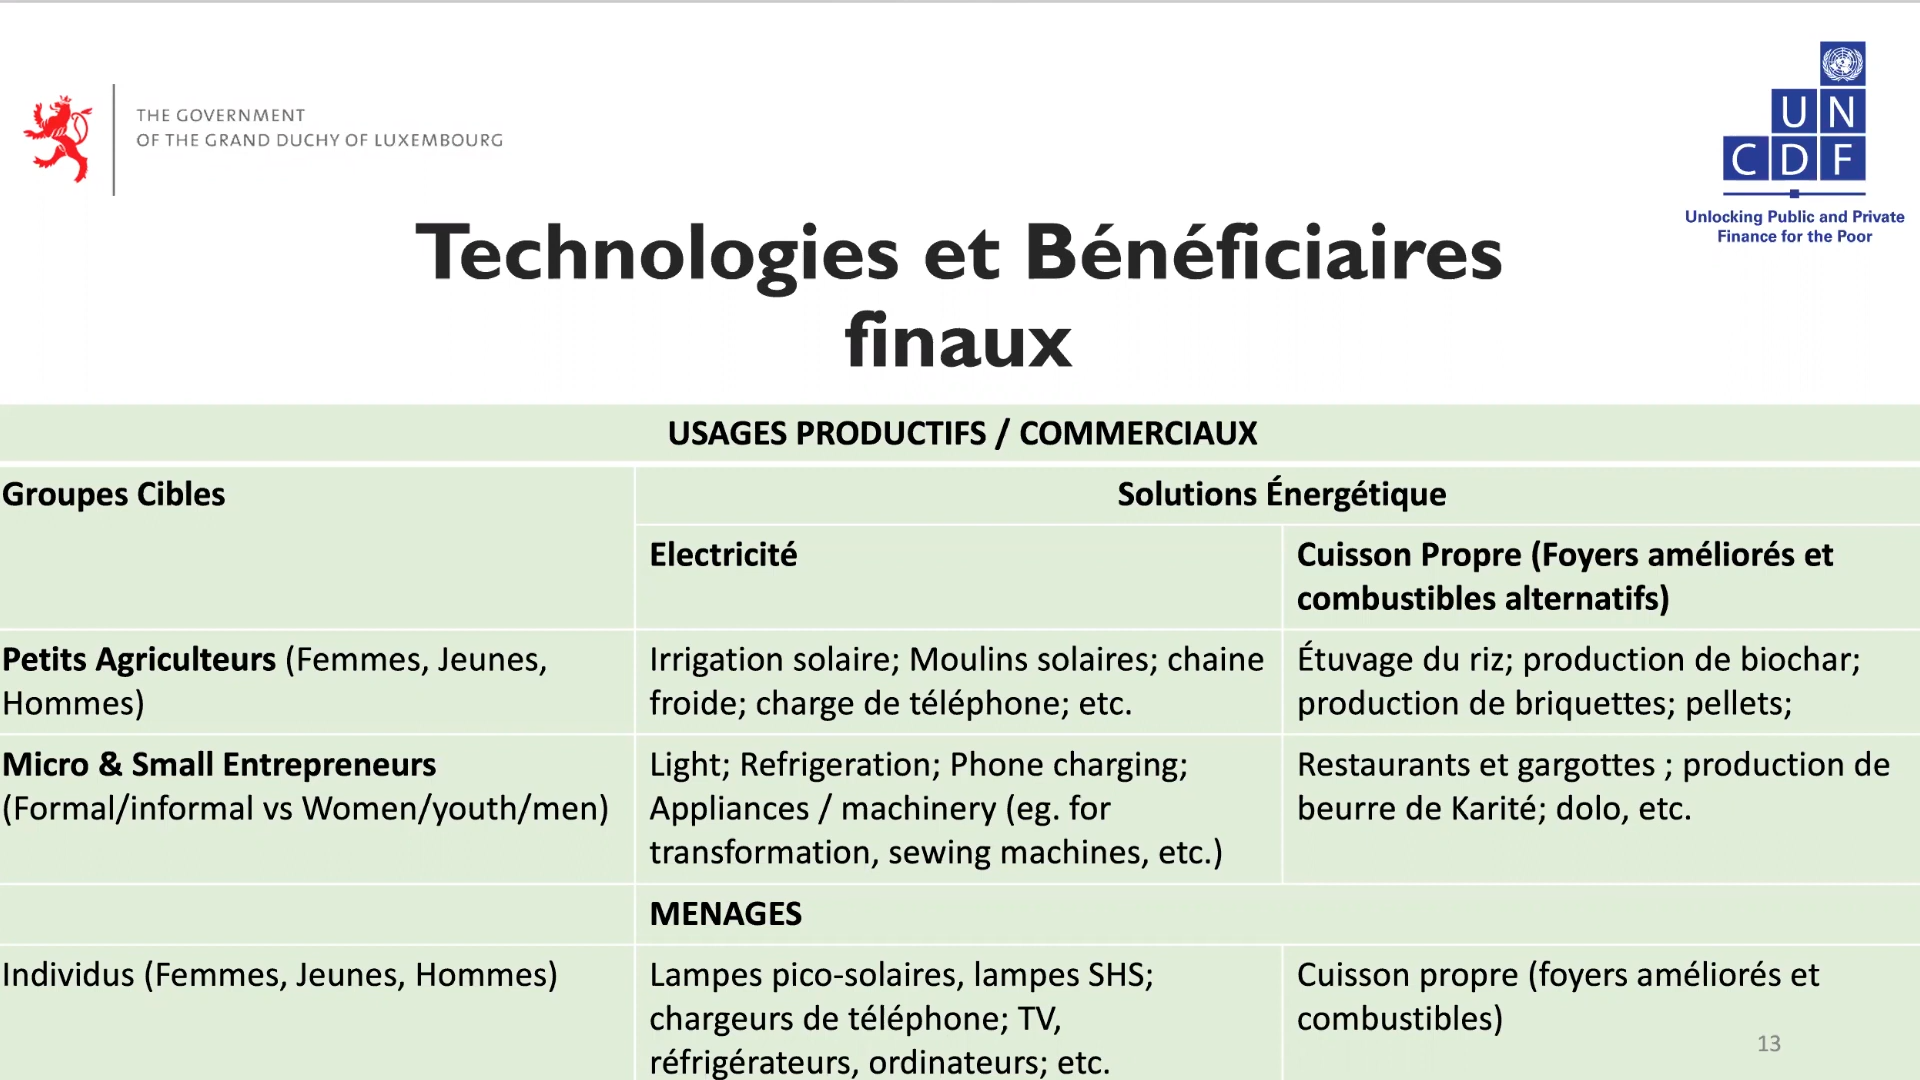 THE GOVERNMENT
OF THE GRAND DUCHY OF LUXEMBOURG
UN
CDF
Unlocking Public and Private
Finance for the Poor
Technologies et Bénéficiaires
finaux
USAGES PRODUCTIFS / COMMERCIAUX
Groupes Cibles
Solutions Énergétique
Electricité
Cuisson Propre (Foyers améliorés et
combustibles alternatifs)
Petits Agriculteurs (Femmes, Jeunes,
Hommes)
Irrigation solaire; Moulins solaires; chaine
froide; charge de téléphone; etc.
Étuvage du riz; production de biochar;
production de briquettes; pellets;
Micro & Small Entrepreneurs
(Formal/informal vs Women/youth/men)
Light; Refrigeration; Phone charging;
Appliances / machinery (eg. for
transformation, sewing machines, etc.)
Restaurants et gargottes ; production de
beurre de Karité; dolo, etc.
MENAGES
Individus (Femmes, Jeunes, Hommes)
Lampes pico-solaires, lampes SHS;
chargeurs de téléphone; TV,
réfrigérateurs, ordinateurs; etc.
Cuisson propre (foyers améliorés et
combustibles)
13